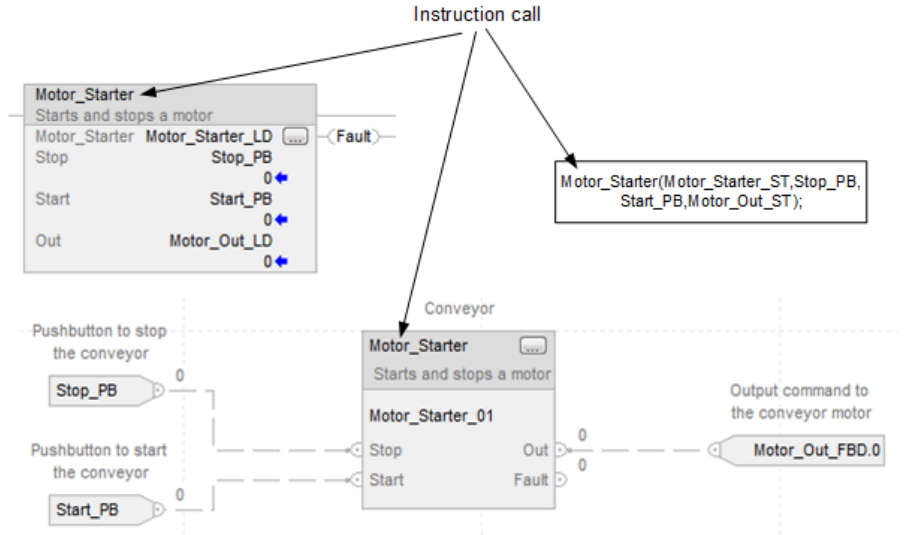 Instruction call
Motor_Starter
Starts and stops a motor
Motor_Starter Motor_Starter_LD ...
Fault
Stop Stop_PB
0
Start Start_PB
0
Out Motor_Out_LD
0
Motor_Starter(Motor_Starter_ST,Stop_PB,
Start_PB,Motor_Out_ST);
Conveyor
Pushbutton to stop
the conveyor
Stop_PB
0
Pushbutton to start
the conveyor
Start_PB
0
Motor_Starter ...
Starts and stops a motor
Motor_Starter_01
Stop Out
0
Start Fault
0
Output command to
the conveyor motor
Motor_Out_FBD.0